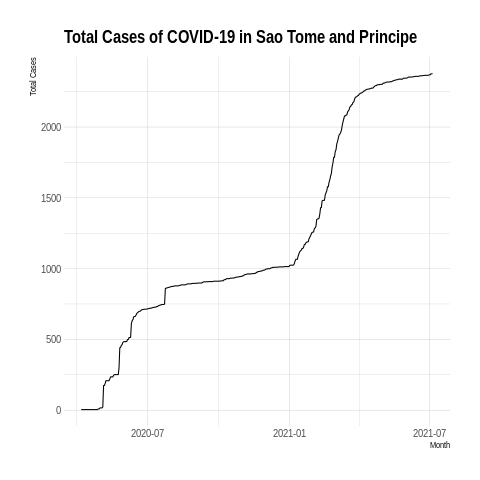 Total Cases of COVID-19 in Sao Tome and Principe
Total Cases
2000
1500
1000
500
0
2020-07 2021-01 2021-07
Month